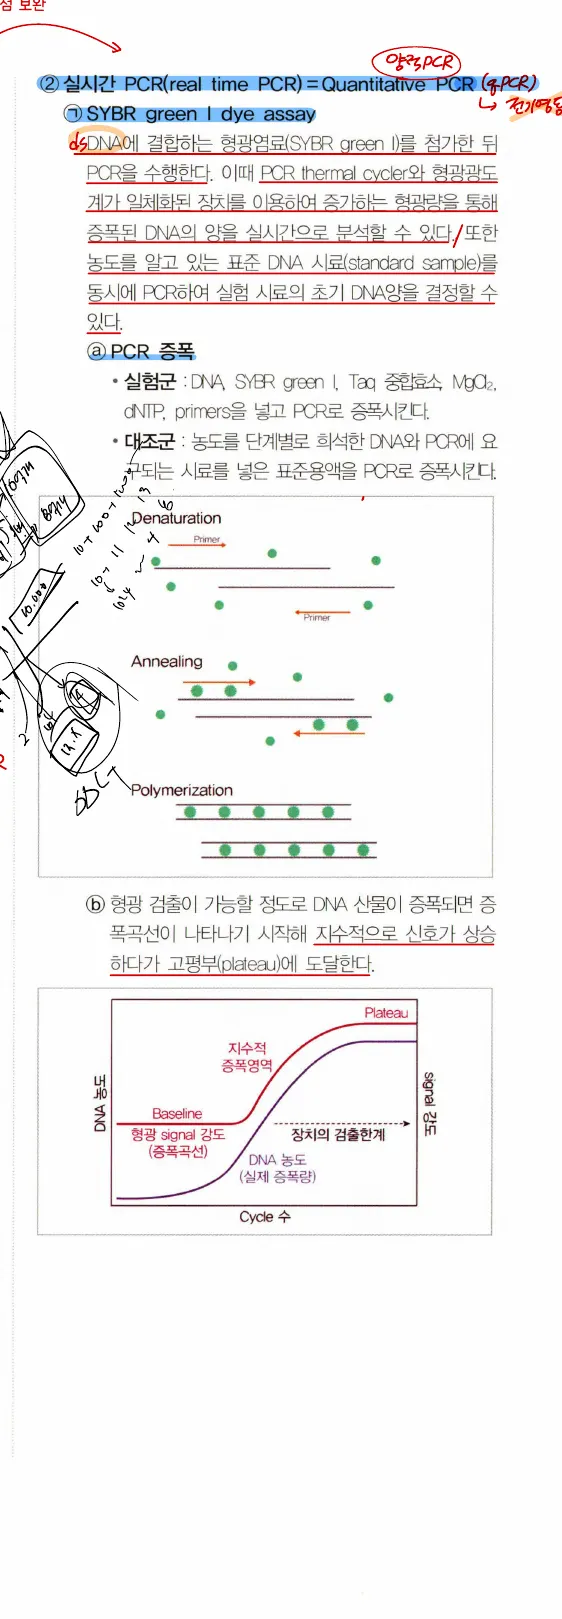 점 보완
양적PCR
② 실시간 PCR(real time PCR)=Quantitative PCR (qPCR)
↳ 전기영동
㉠ SYBR green I dye assay
dsDNA에 결합하는 형광염료(SYBR green I)를 첨가한 뒤
PCR을 수행한다. 이때 PCR thermal cycler와 형광광도
계가 일체화된 장치를 이용하여 증가하는 형광량을 통해
증폭된 DNA의 양을 실시간으로 분석할 수 있다. 또한
농도를 알고 있는 표준 DNA 시료(standard sample)를
동시에 PCR하여 실험 시료의 초기 DNA양을 결정할 수
있다.
ⓐ PCR 증폭
• 실험군 : DNA, SYBR green I, Taq 중합효소, MgCl₂,
dNTP, primers을 넣고 PCR로 증폭시킨다.
• 대조군 : 농도를 단계별로 희석한 DNA와 PCR에 요
구되는 시료를 넣은 표준용액을 PCR로 증폭시킨다.
Denaturation
Primer
Primer
10,000
Annealing
Polymerization
ⓑ 형광 검출이 가능할 정도로 DNA 산물이 증폭되면 증
폭곡선이 나타나기 시작해 지수적으로 신호가 상승
하다가 고평부(plateau)에 도달한다.
Plateau
지수적
증폭영역
DNA 농도
signal 강도
Baseline
형광 signal 강도
(증폭곡선)
장치의 검출한계
DNA 농도
(실제 증폭량)
Cycle 수